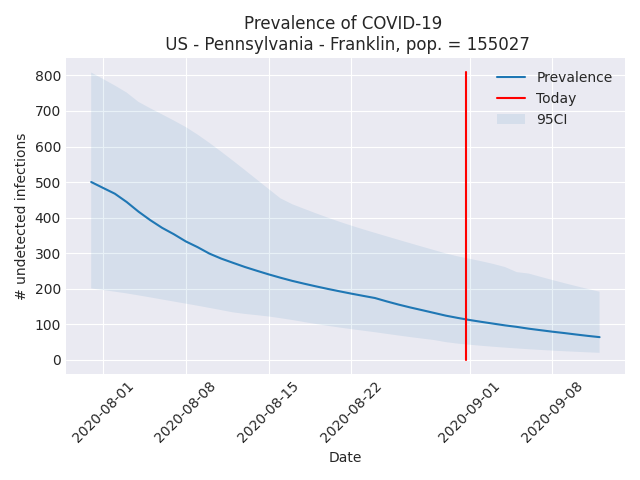 Prevalence of COVID-19
US - Pennsylvania - Franklin, pop. = 155027
800
700
600
500
400
300
200
100
0
# undetected infections
Prevalence
Today
95CI
2020-08-01
2020-08-08
2020-08-15
2020-08-22
2020-09-01
2020-09-08
Date